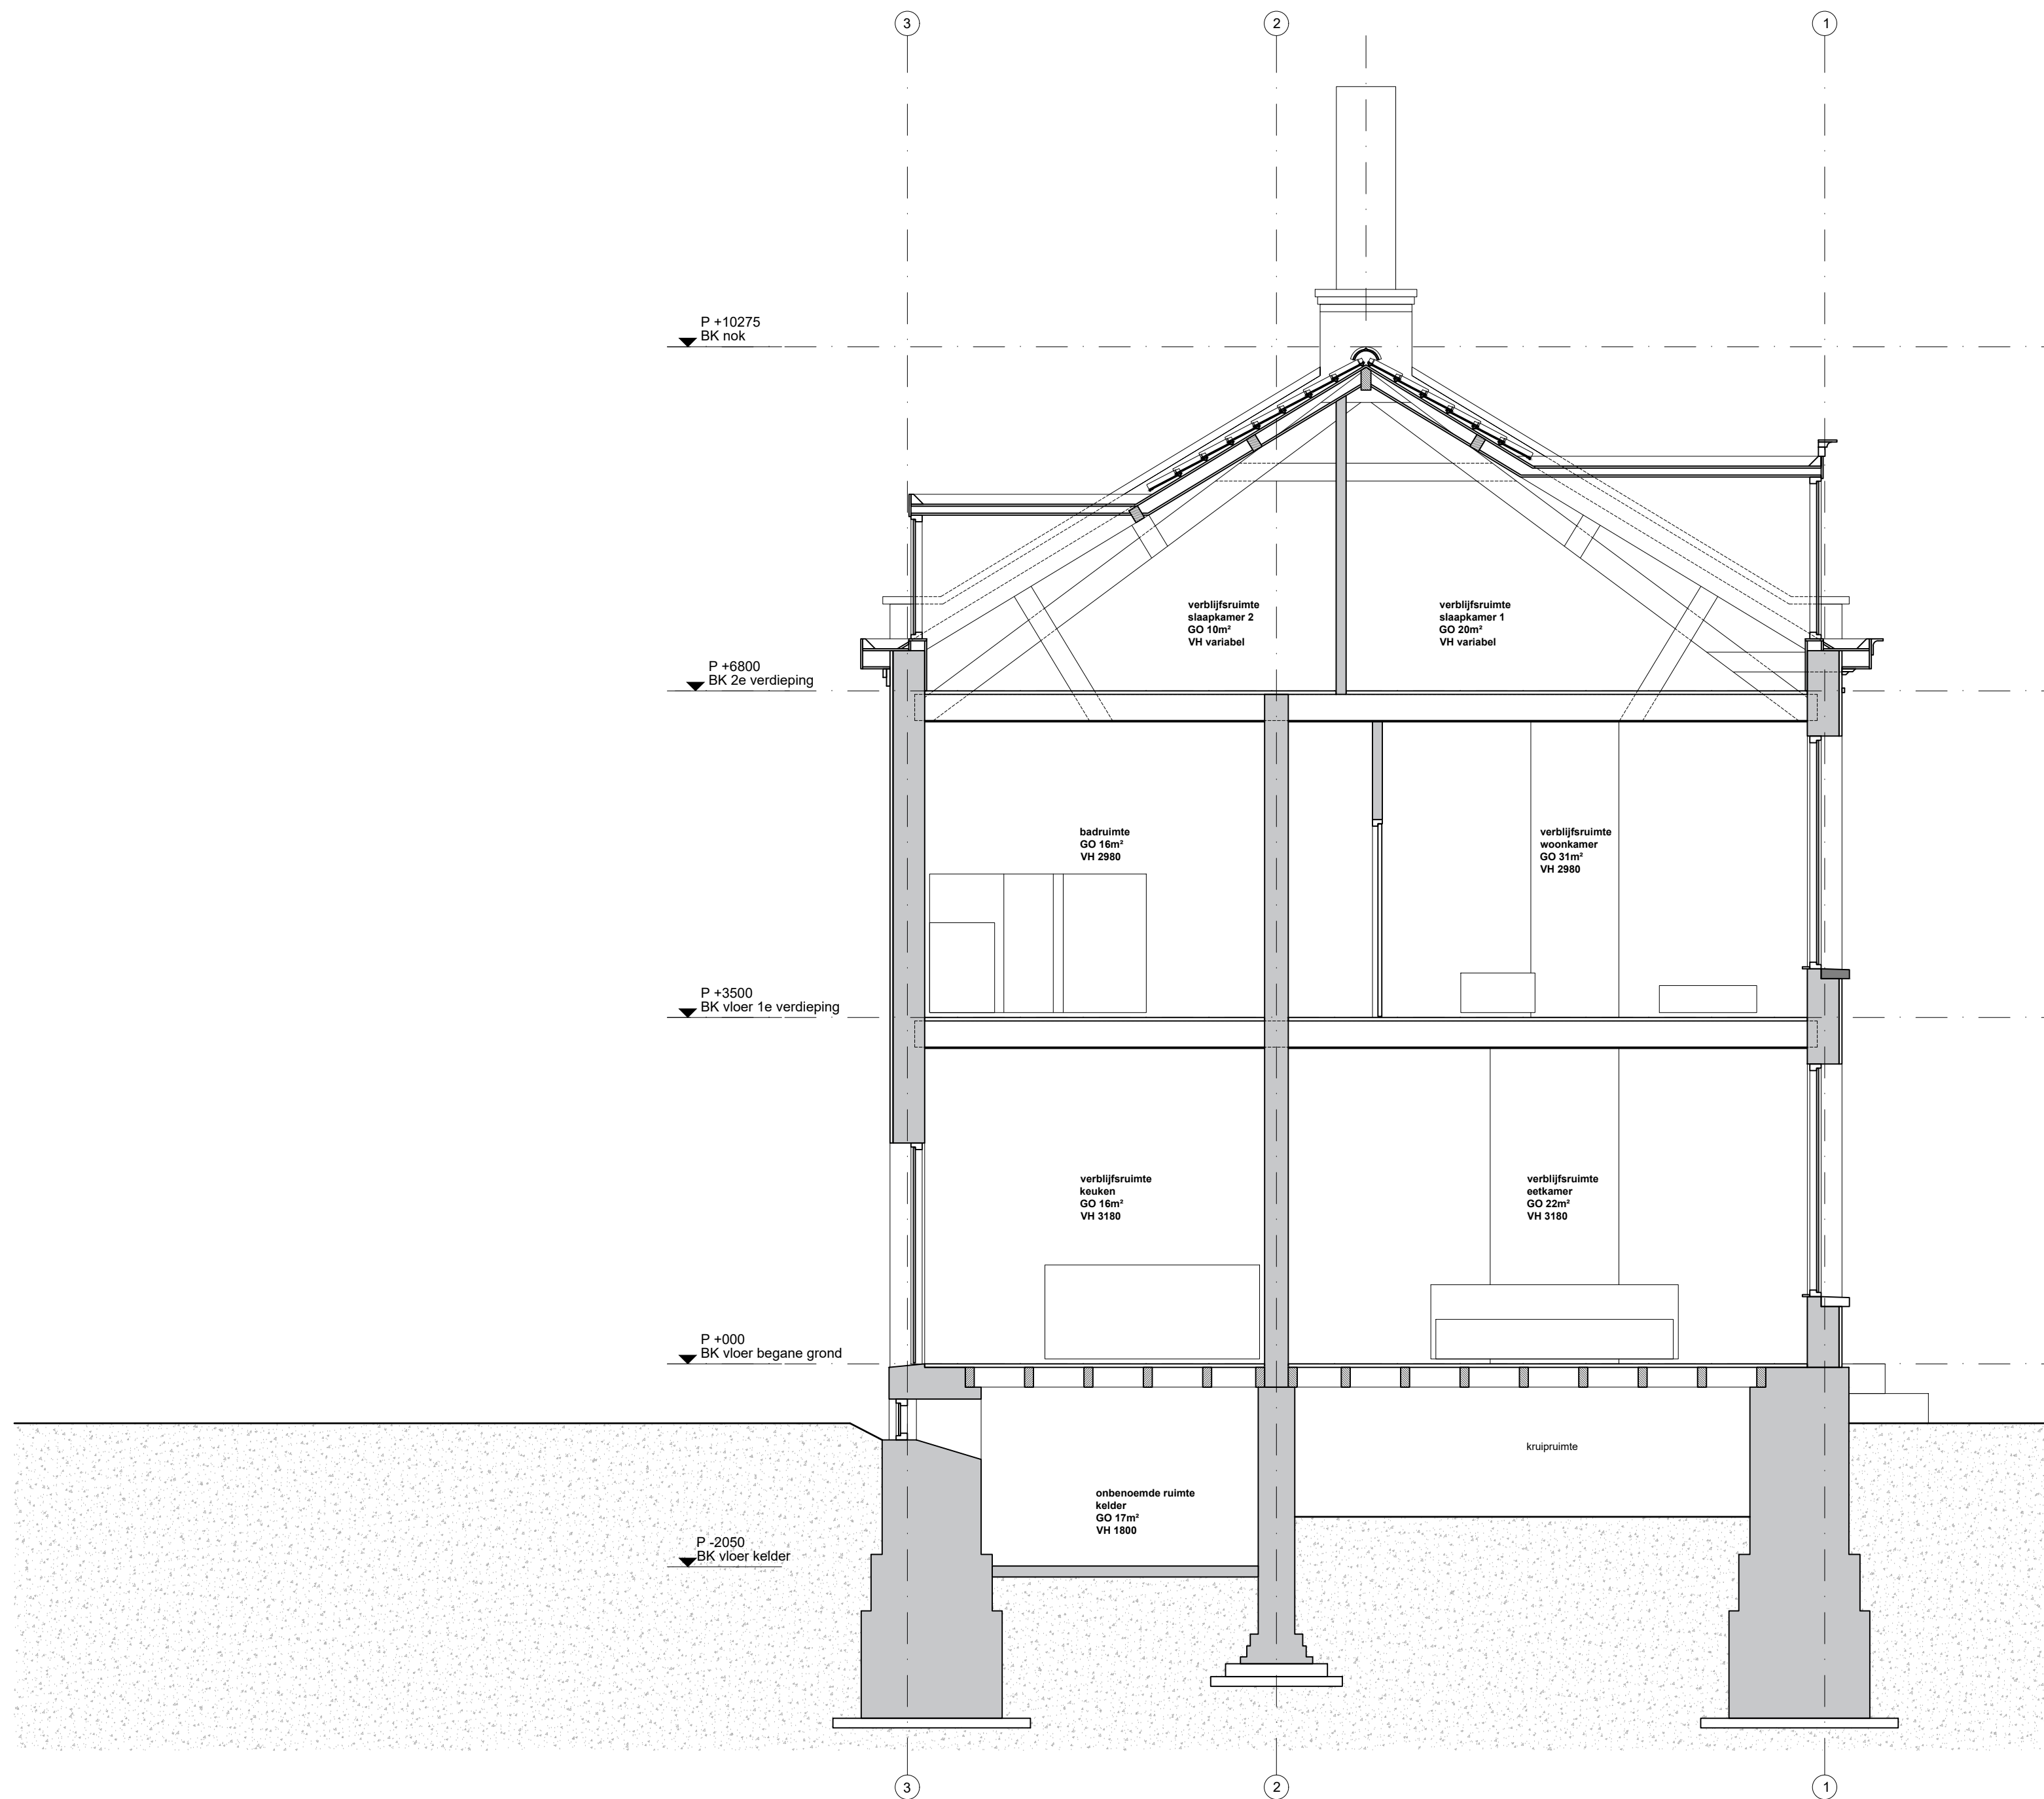 3
2
1
P +10275
BK nok
verblijfsruimte
slaapkamer 2
GO 10m²
VH variabel
verblijfsruimte
slaapkamer 1
GO 20m²
VH variabel
P +6800
BK 2e verdieping
badruimte
GO 16m²
VH 2980
verblijfsruimte
woonkamer
GO 31m²
VH 2980
P +3500
BK vloer 1e verdieping
verblijfsruimte
keuken
GO 16m²
VH 3180
verblijfsruimte
eetkamer
GO 22m²
VH 3180
P +000
BK vloer begane grond
kruipruimte
onbenoemde ruimte
kelder
GO 17m²
VH 1800
P -2050
BK vloer kelder
3
2
1